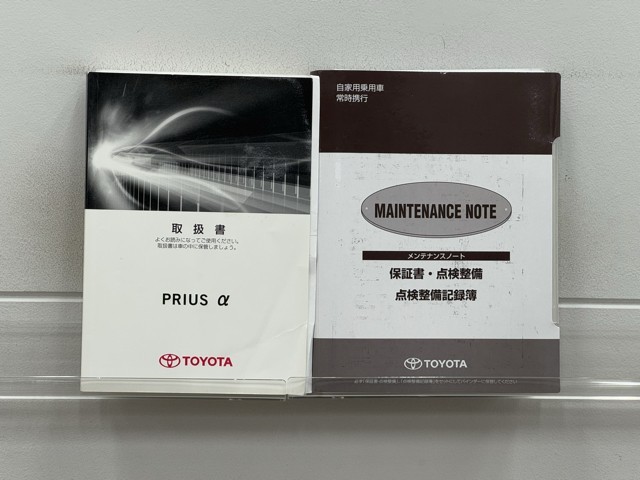 取扱書
よくお読みになってご使用ください。
取扱書は車の中に保管しましょう。
PRIUS α
TOYOTA
自家用乗用車
常時携行
MAINTENANCE NOTE
メンテナンスノート
保証書・点検整備
点検整備記録簿
TOYOTA